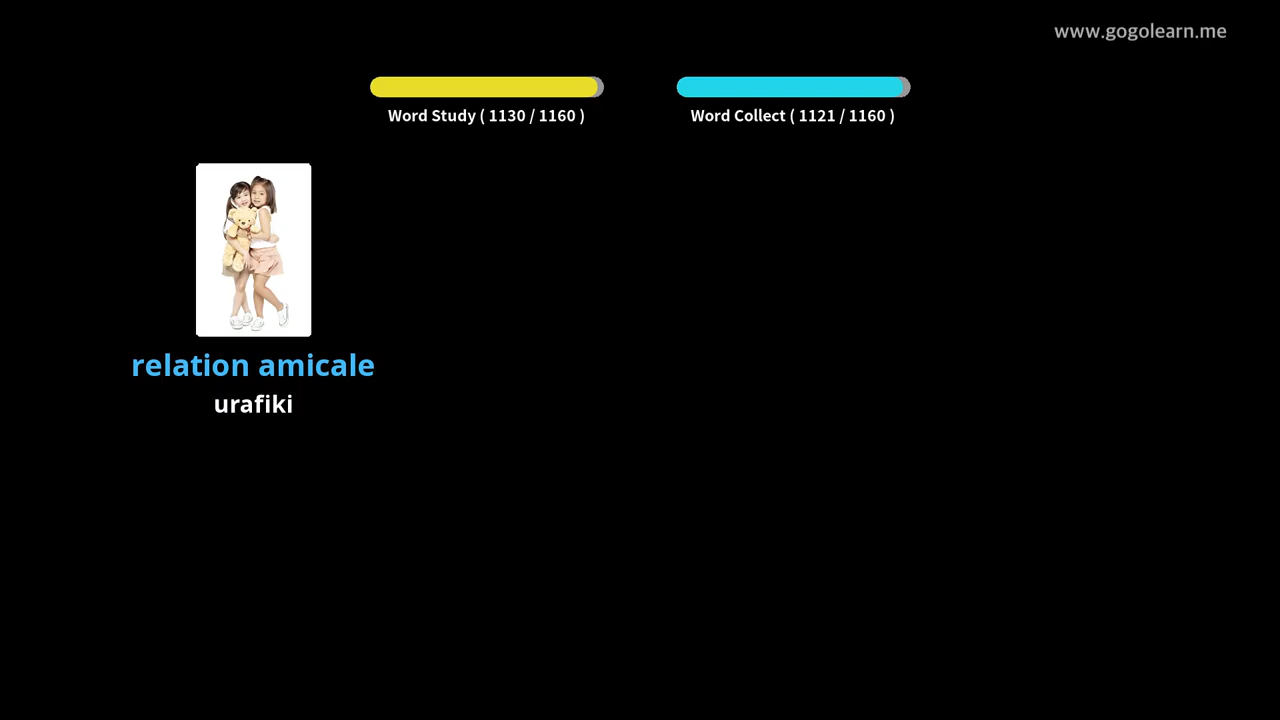 www.gogolearn.me
Word Study ( 1130 / 1160 )
Word Collect ( 1121 / 1160 )
relation amicale
urafiki